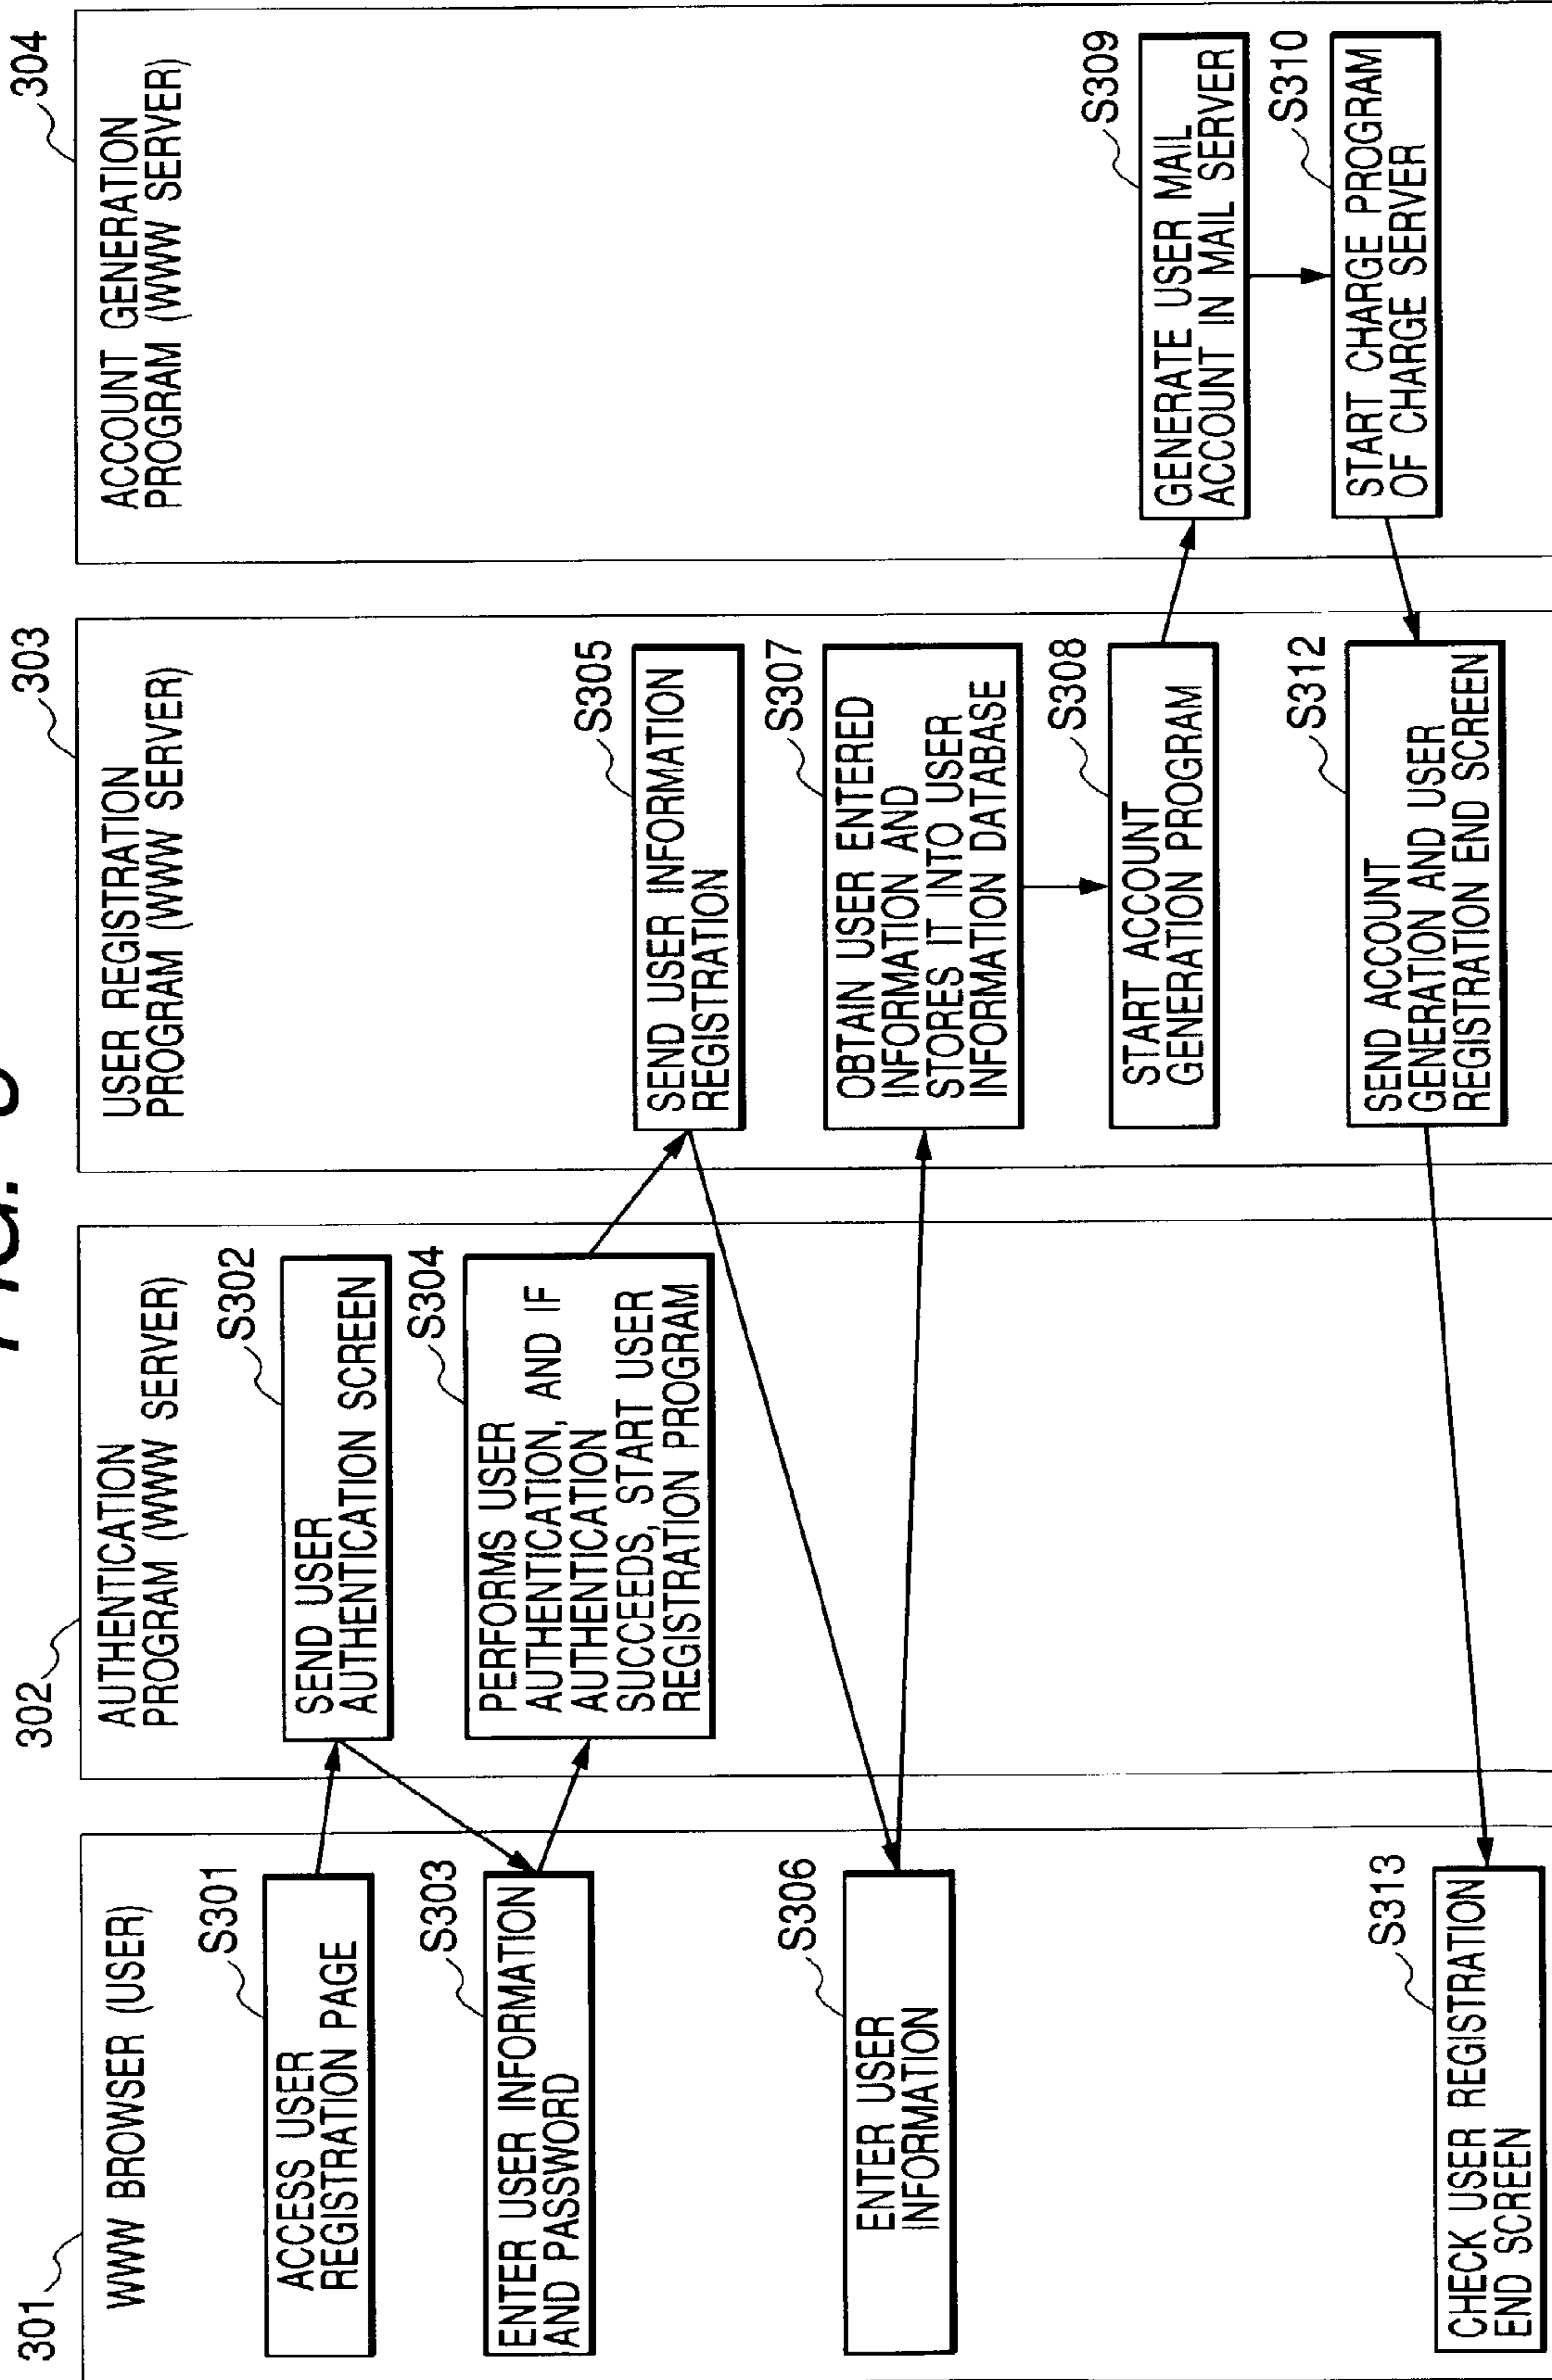 301
WWW BROWSER (USER)
S301
ACCESS USER
REGISTRATION PAGE
S303
ENTER USER INFORMATION
AND PASSWORD
S306
ENTER USER
INFORMATION
S313
CHECK USER REGISTRATION
END SCREEN
302
AUTHENTICATION
PROGRAM (WWW SERVER)
S302
SEND USER
AUTHENTICATION SCREEN
S304
PERFORMS USER
AUTHENTICATION, AND IF
AUTHENTICATION
SUCCEEDS, START USER
REGISTRATION PROGRAM
303
USER REGISTRATION
PROGRAM (WWW SERVER)
S305
SEND USER INFORMATION
REGISTRATION
S307
OBTAIN USER ENTERED
INFORMATION AND
STORES IT INTO USER
INFORMATION DATABASE
S308
START ACCOUNT
GENERATION PROGRAM
S312
SEND ACCOUNT
GENERATION AND USER
REGISTRATION END SCREEN
304
ACCOUNT GENERATION
PROGRAM (WWW SERVER)
S309
GENERATE USER MAIL
ACCOUNT IN MAIL SERVER
S310
START CHARGE PROGRAM
OF CHARGE SERVER